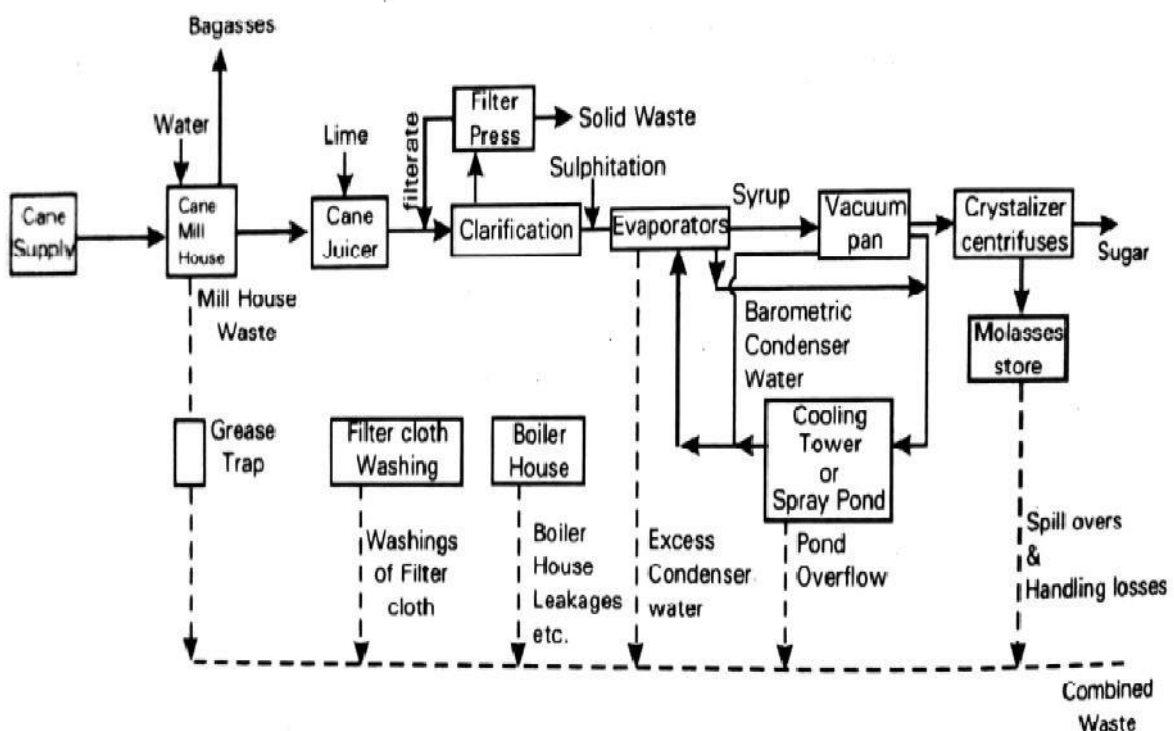 Bagasses
Water
Lime
filterate
Filter
Press
Solid Waste
Sulphitation
Cane
Supply
Cane
Mill
House
Cane
Juicer
Clarification
Evaporators
Syrup
Vacuum
pan
Crystalizer
centrifuses
Sugar
Mill House
Waste
Barometric
Condenser
Water
Molasses
store
Grease
Trap
Filter cloth
Washing
Boiler
House
Cooling
Tower
or
Spray Pond
Washings
of Filter
cloth
Boiler
House
Leakages
etc.
Excess
Condenser
water
Pond
Overflow
Spill overs
&
Handling losses
Combined
Waste